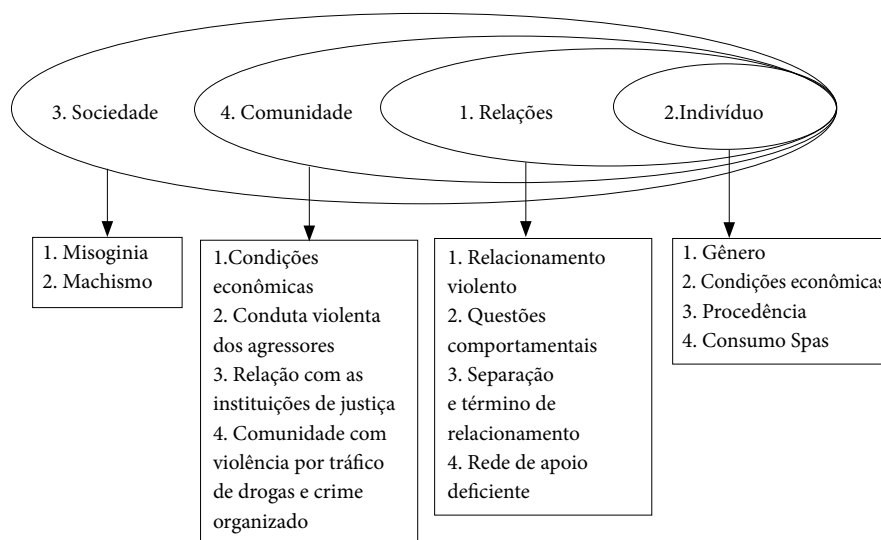 3. Sociedade
4. Comunidade
1. Relações
2.Indivíduo
1. Misoginia
2. Machismo
1.Condições
econômicas
2. Conduta violenta
dos agressores
3. Relação com as
instituições de justiça
4. Comunidade com
violência por tráfico
de drogas e crime
organizado
1. Relacionamento
violento
2. Questões
comportamentais
3. Separação
e término de
relacionamento
4. Rede de apoio
deficiente
1. Gênero
2. Condições econômicas
3. Procedência
4. Consumo Spas